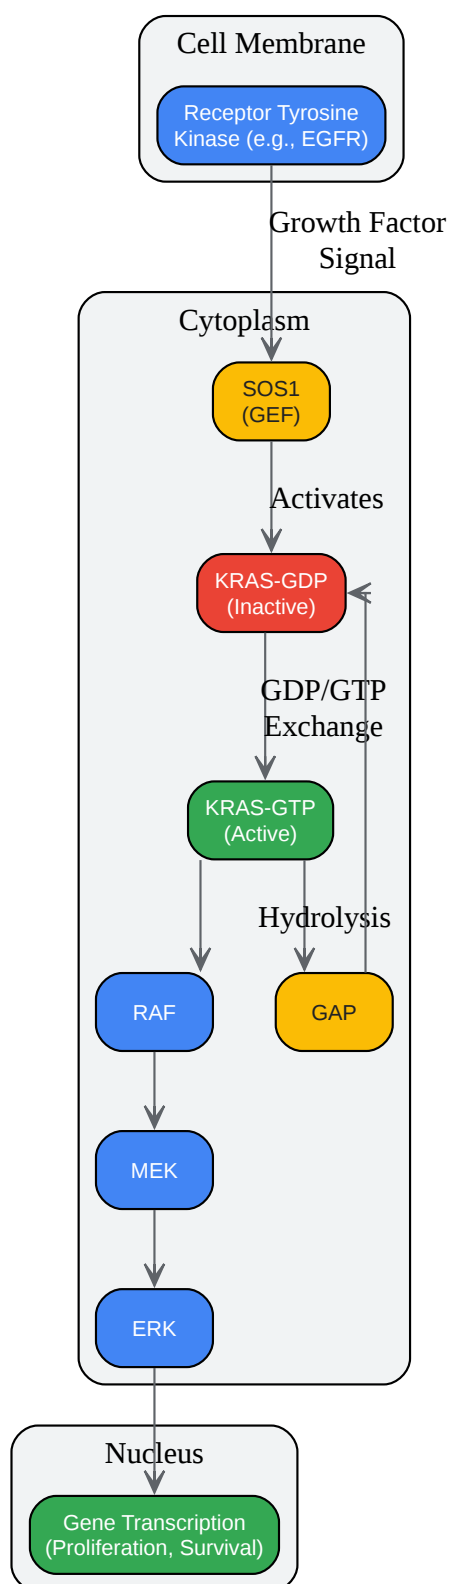 Cell Membrane
Receptor Tyrosine
Kinase (e.g., EGFR)
Growth Factor
Signal
Cytoplasm
SOS1
(GEF)
Activates
KRAS-GDP
(Inactive)
GDP/GTP
Exchange
KRAS-GTP
(Active)
Hydrolysis
RAF
GAP
MEK
ERK
Nucleus
Gene Transcription
(Proliferation, Survival)